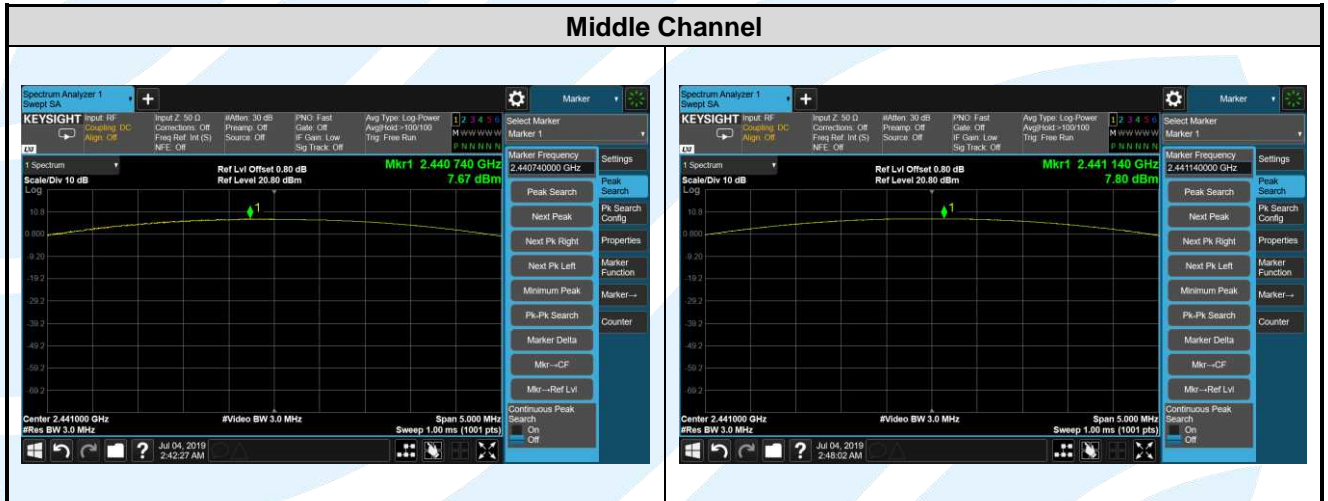 Middle Channel
Spectrum Analyzer 1
Swept SA
+
Marker
KEYSIGHT
Input: RF
Coupling: DC
Align: Off
Input Z: 50 Ω
Corrections: Off
Freq Ref: Int (S)
NFE: Off
#Atten: 30 dB
Preamp: Off
Source: Off
PNO: Fast
Gate: Off
IF Gain: Low
Sig Track: Off
Avg Type: Log-Power
Avg|Hold:>100/100
Trig: Free Run
1 2 3 4 5 6
M W W W W W
P N N N N N
Select Marker
Marker 1
1 Spectrum
Scale/Div 10 dB
Log
Ref Lvl Offset 0.80 dB
Ref Level 20.80 dBm
Mkr1 2.440 740 GHz
7.67 dBm
Marker Frequency
2.440740000 GHz
Settings
Peak Search
Peak Search
Next Peak
Pk Search Config
Next Pk Right
Properties
Next Pk Left
Marker Function
Minimum Peak
Marker→
Pk-Pk Search
Counter
Marker Delta
Mkr→CF
Mkr→Ref Lvl
Continuous Peak Search
On
Off
1
10.8
0.800
-9.20
-19.2
-29.2
-39.2
-49.2
-59.2
-69.2
Center 2.441000 GHz
#Res BW 3.0 MHz
#Video BW 3.0 MHz
Span 5.000 MHz
Sweep 1.00 ms (1001 pts)
?
Jul 04, 2019
2:42:27 AM
Spectrum Analyzer 1
Swept SA
+
Marker
KEYSIGHT
Input: RF
Coupling: DC
Align: Off
Input Z: 50 Ω
Corrections: Off
Freq Ref: Int (S)
NFE: Off
#Atten: 30 dB
Preamp: Off
Source: Off
PNO: Fast
Gate: Off
IF Gain: Low
Sig Track: Off
Avg Type: Log-Power
Avg|Hold:>100/100
Trig: Free Run
1 2 3 4 5 6
M W W W W W
P N N N N N
Select Marker
Marker 1
1 Spectrum
Scale/Div 10 dB
Log
Ref Lvl Offset 0.80 dB
Ref Level 20.80 dBm
Mkr1 2.441 140 GHz
7.80 dBm
Marker Frequency
2.441140000 GHz
Settings
Peak Search
Peak Search
Next Peak
Pk Search Config
Next Pk Right
Properties
Next Pk Left
Marker Function
Minimum Peak
Marker→
Pk-Pk Search
Counter
Marker Delta
Mkr→CF
Mkr→Ref Lvl
Continuous Peak Search
On
Off
1
10.8
0.800
-9.20
-19.2
-29.2
-39.2
-49.2
-59.2
-69.2
Center 2.441000 GHz
#Res BW 3.0 MHz
#Video BW 3.0 MHz
Span 5.000 MHz
Sweep 1.00 ms (1001 pts)
?
Jul 04, 2019
2:48:02 AM